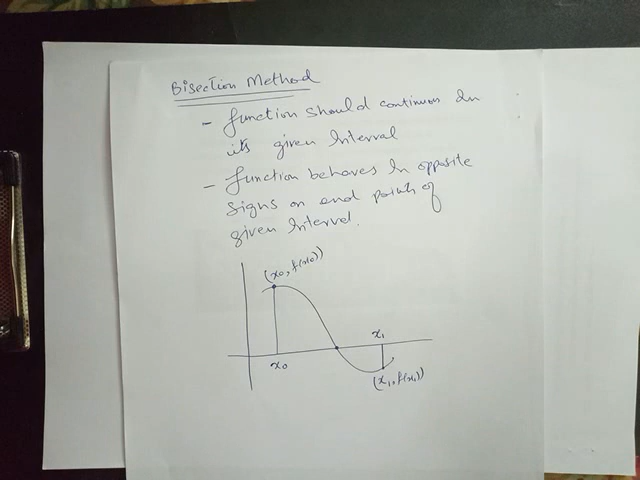 Bisection Method
- function should continuous in
its given Interval
- function behaves In opposite
signs on end points of
given Interval.
(x0, f(x0))
x1
x0
(x1, f(x1))